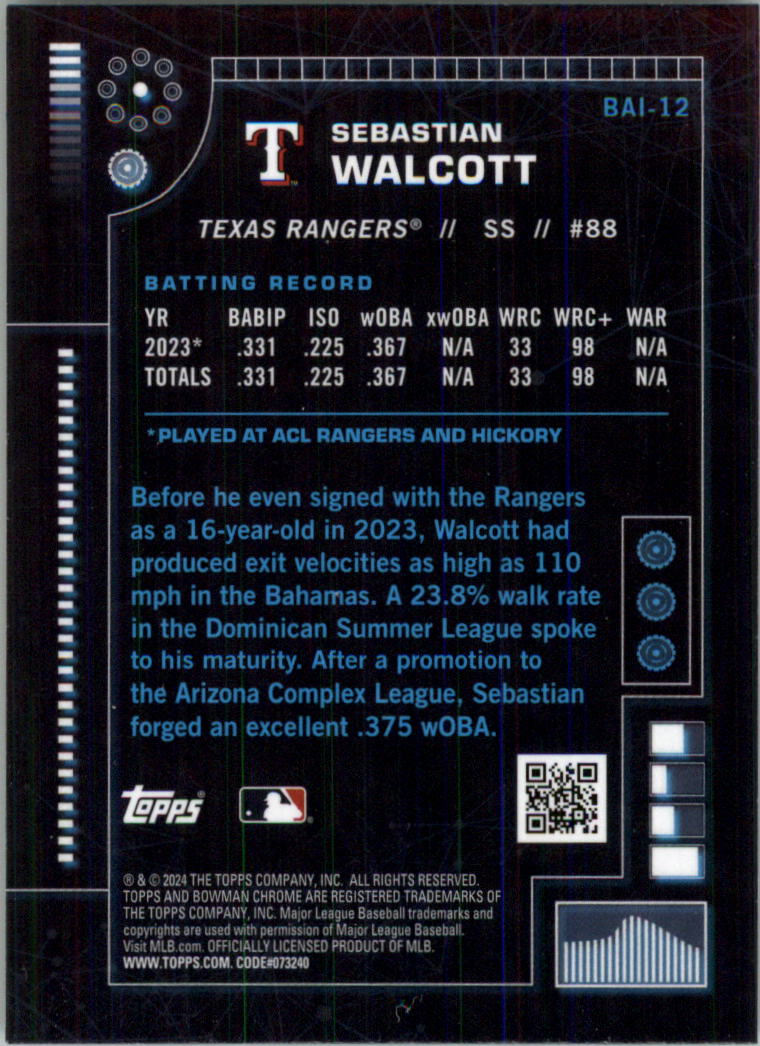 BAI-12
T
SEBASTIAN
WALCOTT
TEXAS RANGERS® // SS // #88
BATTING RECORD
YR BABIP ISO wOBA xwOBA WRC WRC+ WAR
2023* .331 .225 .367 N/A 33 98 N/A
TOTALS .331 .225 .367 N/A 33 98 N/A
*PLAYED AT ACL RANGERS AND HICKORY
Before he even signed with the Rangers
as a 16-year-old in 2023, Walcott had
produced exit velocities as high as 110
mph in the Bahamas. A 23.8% walk rate
in the Dominican Summer League spoke
to his maturity. After a promotion to
the Arizona Complex League, Sebastian
forged an excellent .375 wOBA.
topps®
® & © 2024 THE TOPPS COMPANY, INC. ALL RIGHTS RESERVED.
TOPPS AND BOWMAN CHROME ARE REGISTERED TRADEMARKS OF
THE TOPPS COMPANY, INC. Major League Baseball trademarks and
copyrights are used with permission of Major League Baseball.
Visit MLB.com. OFFICIALLY LICENSED PRODUCT OF MLB.
WWW.TOPPS.COM. CODE#073240